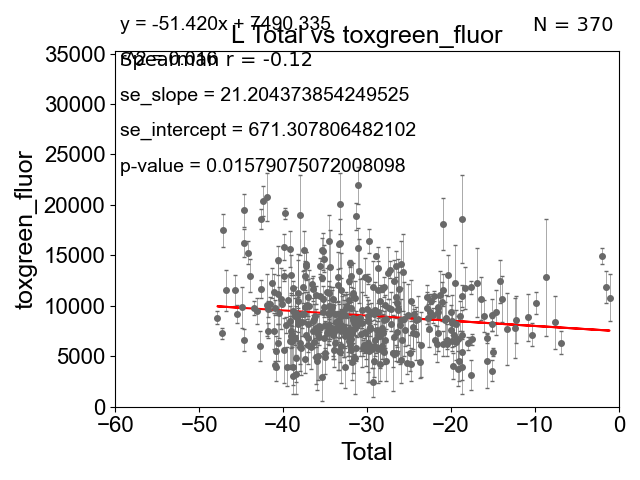 y = -51.420x + 7490.335
N = 370
L Total vs toxgreen_fluor
r^2 = 0.016
Spearman r = -0.12
se_slope = 21.204373854249525
se_intercept = 671.307806482102
p-value = 0.01579075072008098
toxgreen_fluor
35000
30000
25000
20000
15000
10000
5000
0
−60 −50 −40 −30 −20 −10 0
Total